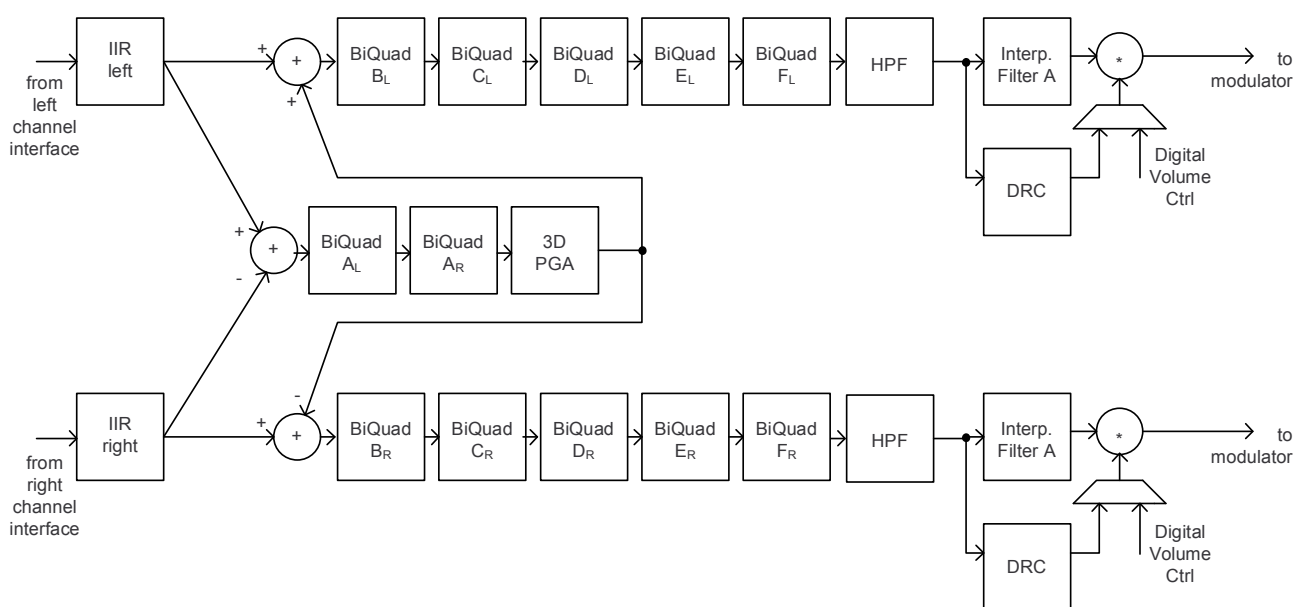 from
left
channel
interface
IIR
left
+
+
+
BiQuad
BL
BiQuad
CL
BiQuad
DL
BiQuad
EL
BiQuad
FL
HPF
Interp.
Filter A
*
to
modulator
DRC
Digital
Volume
Ctrl
+
-
+
BiQuad
AL
BiQuad
AR
3D
PGA
from
right
channel
interface
IIR
right
+
-
+
BiQuad
BR
BiQuad
CR
BiQuad
DR
BiQuad
ER
BiQuad
FR
HPF
Interp.
Filter A
*
to
modulator
DRC
Digital
Volume
Ctrl